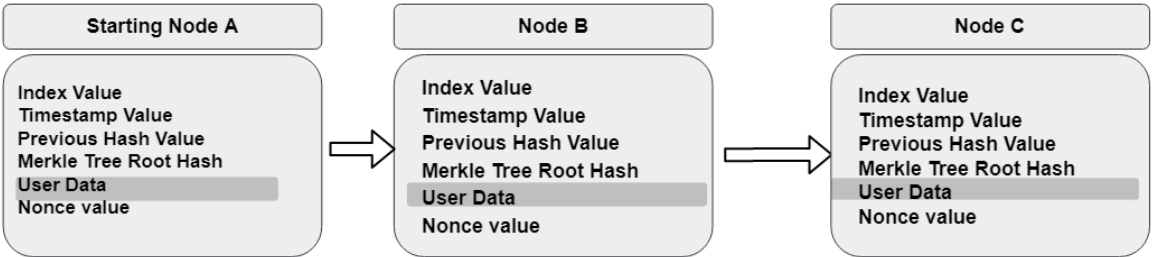 Starting Node A
Index Value
Timestamp Value
Previous Hash Value
Merkle Tree Root Hash
User Data
Nonce value
Node B
Index Value
Timestamp Value
Previous Hash Value
Merkle Tree Root Hash
User Data
Nonce value
Node C
Index Value
Timestamp Value
Previous Hash Value
Merkle Tree Root Hash
User Data
Nonce value